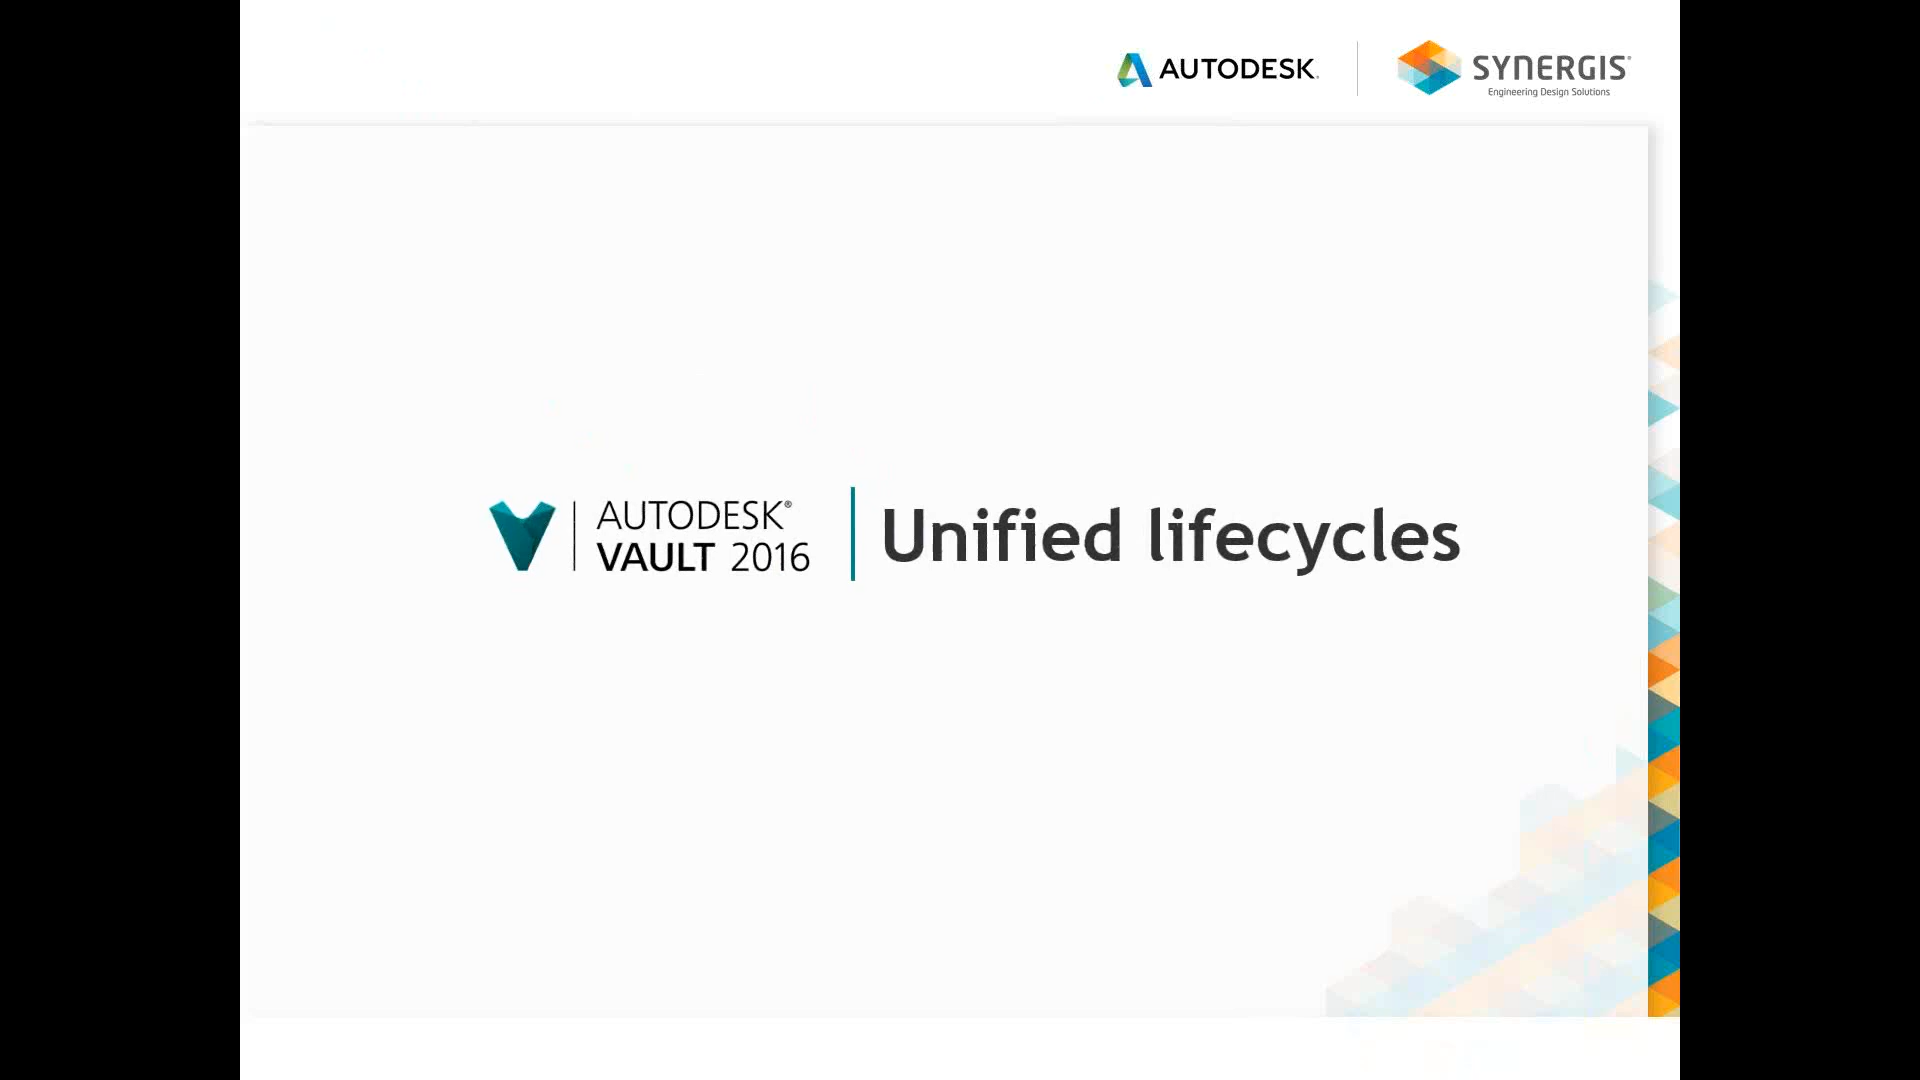 AUTODESK.
SYNERGIS®
Engineering Design Solutions
AUTODESK®
VAULT 2016
Unified lifecycles